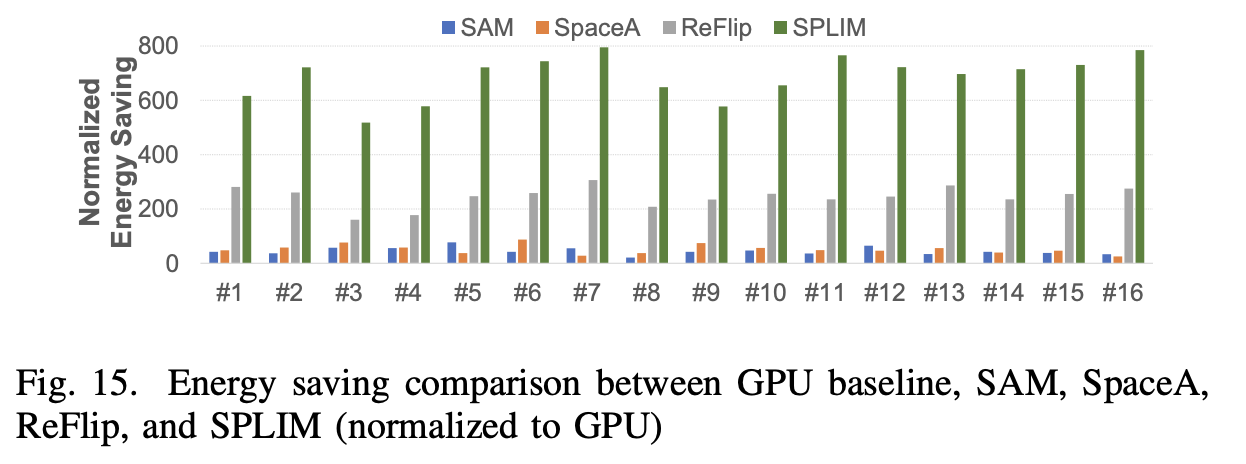 SAM SpaceA ReFlip SPLIM
Normalized
Energy Saving
800
600
400
200
0
#1 #2 #3 #4 #5 #6 #7 #8 #9 #10 #11 #12 #13 #14 #15 #16
Fig. 15. Energy saving comparison between GPU baseline, SAM, SpaceA,
ReFlip, and SPLIM (normalized to GPU)